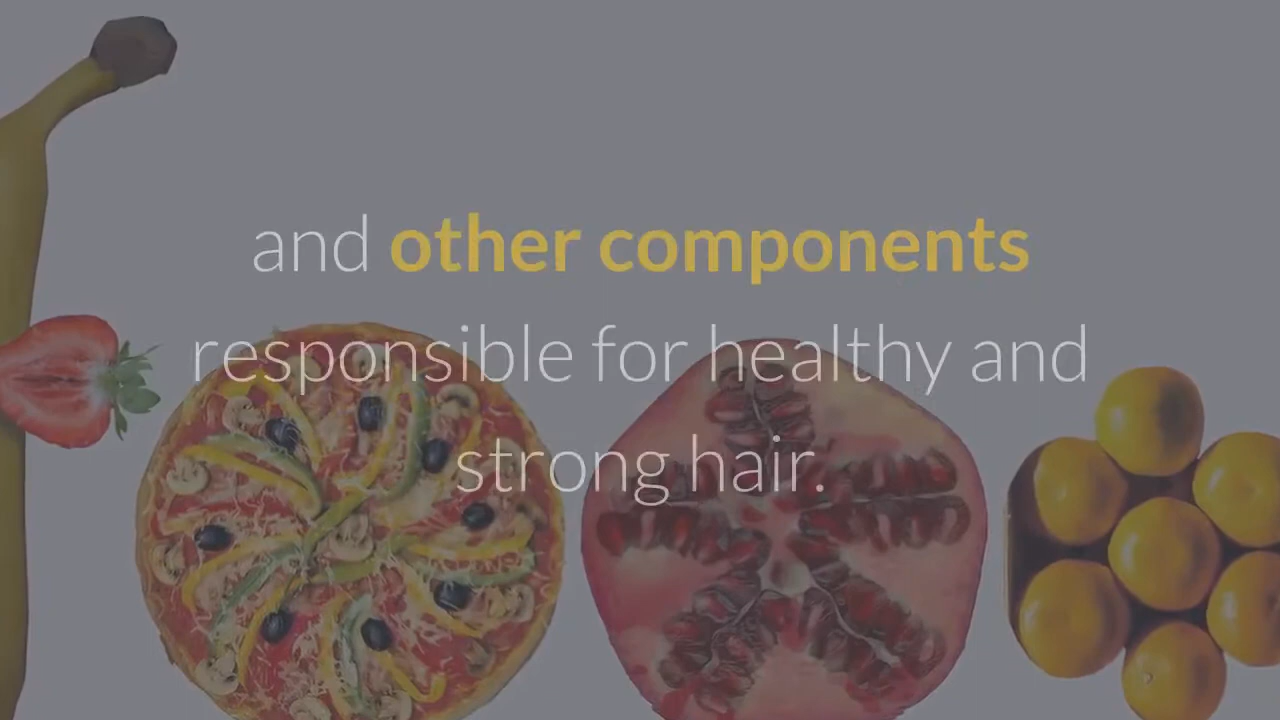 and other components
responsible for healthy and
strong hair.